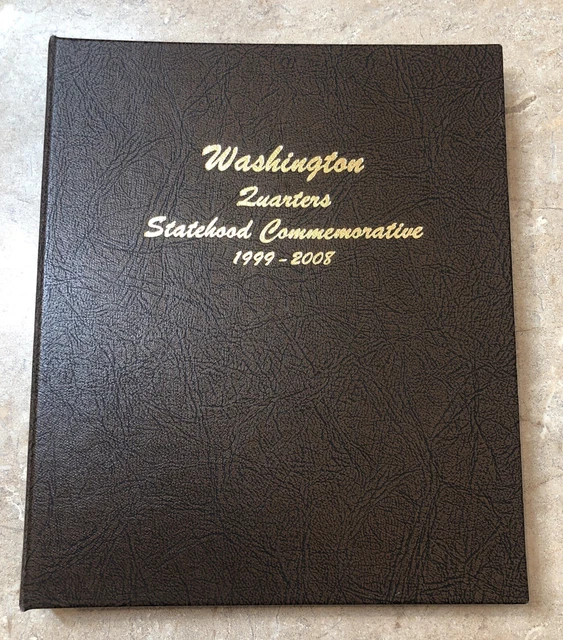 Washington
Quarters
Statehood Commemorative
1999-2008